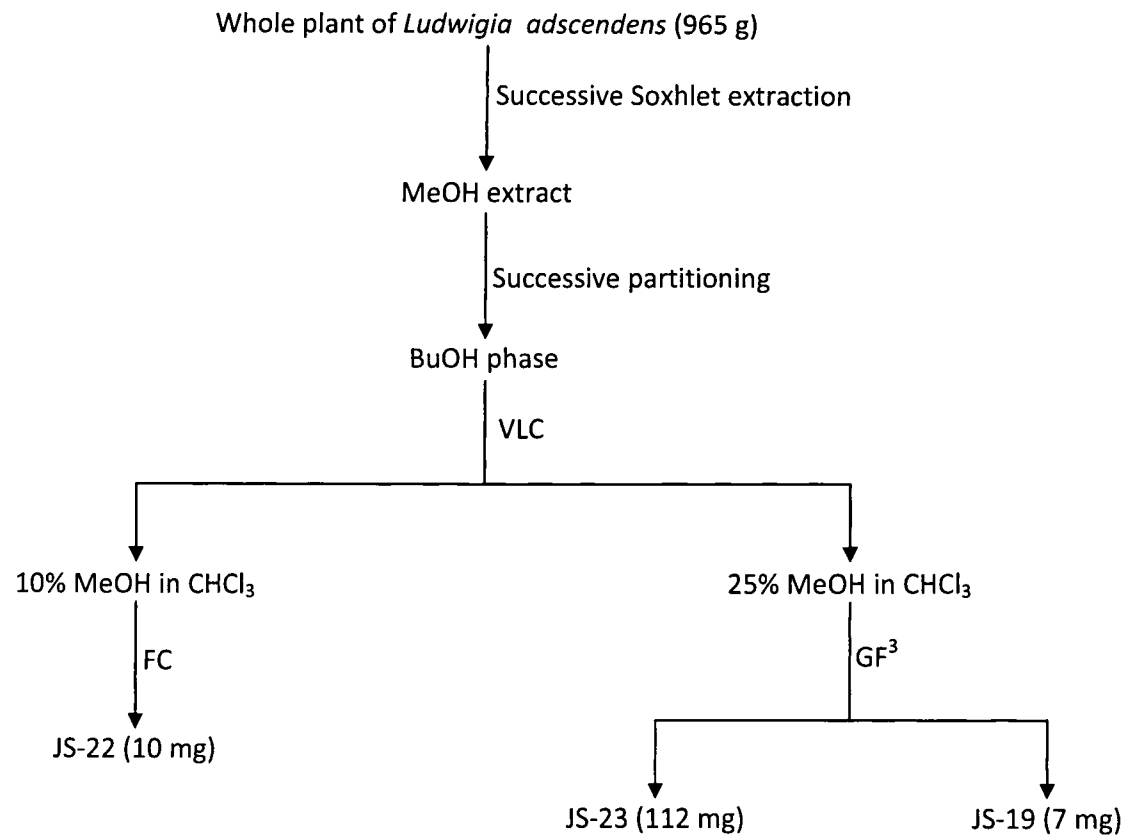 Whole plant of Ludwigia adscendens (965 g)
Successive Soxhlet extraction
MeOH extract
Successive partitioning
BuOH phase
VLC
10% MeOH in CHCl₃
25% MeOH in CHCl₃
FC
GF³
JS-22 (10 mg)
JS-23 (112 mg)
JS-19 (7 mg)